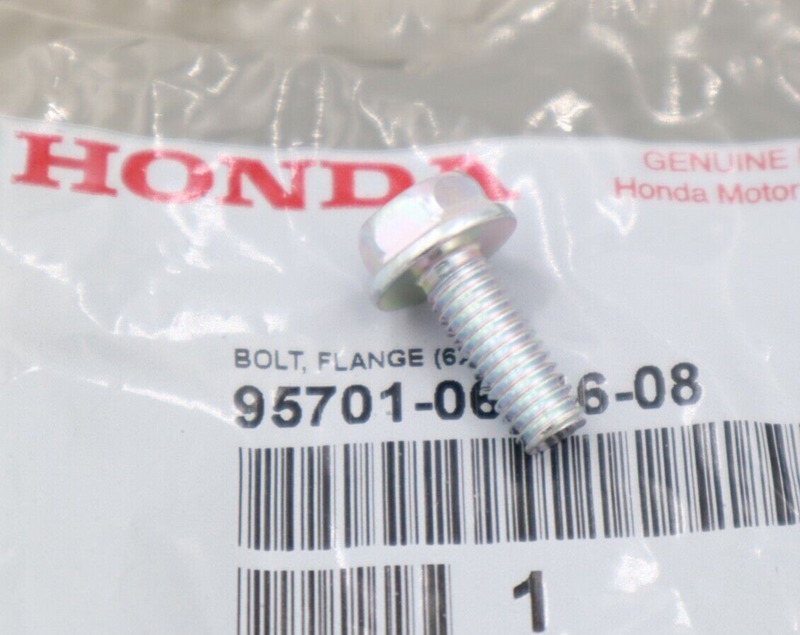 HONDA
GENUINE
Honda Motor
BOLT, FLANGE (6
95701-06 6-08
1